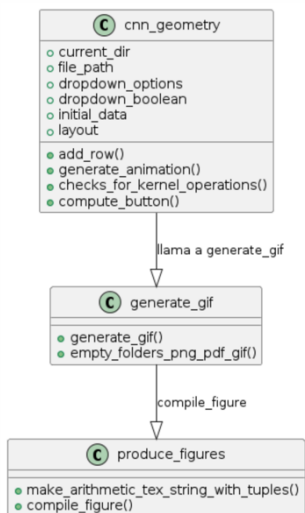 C cnn_geometry
current_dir
file_path
dropdown_options
dropdown_boolean
initial_data
layout
add_row()
generate_animation()
checks_for_kernel_operations()
compute_button()
llama a generate_gif
C generate_gif
generate_gif()
empty_folders_png_pdf_gif()
compile_figure
C produce_figures
make_arithmetic_tex_string_with_tuples()
compile_figure()